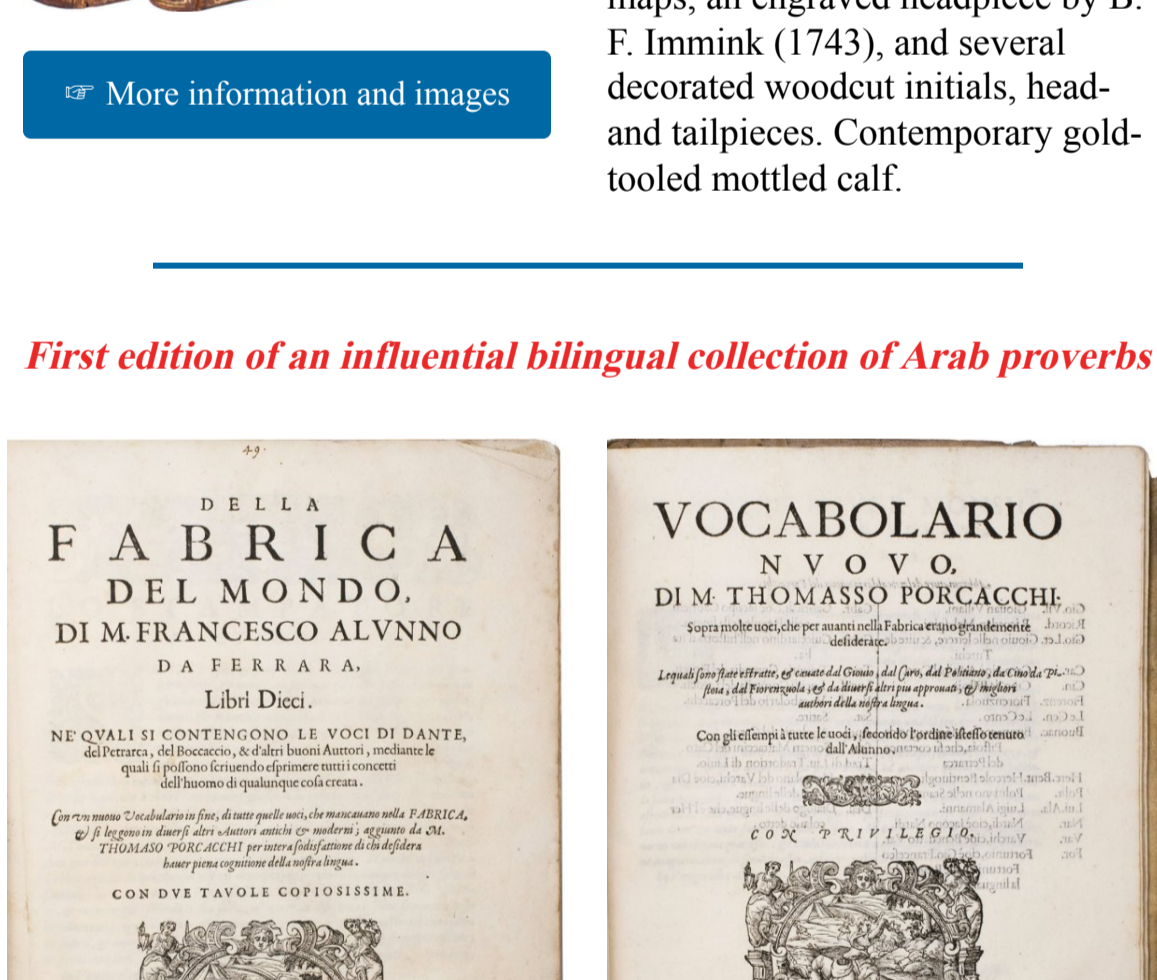 maps, an engraved headpiece by B.
F. Immink (1743), and several
decorated woodcut initials, head-
and tailpieces. Contemporary gold-
tooled mottled calf.
☞ More information and images
First edition of an influential bilingual collection of Arab proverbs
49.
DELLA
FABRICA
DEL MONDO,
DI M. FRANCESCO ALVNNO
DA FERRARA,
Libri Dieci.
NE' QVALI SI CONTENGONO LE VOCI DI DANTE,
del Petrarca, del Boccaccio, & d'altri buoni Auttori, mediante le
quali ſi poſſono ſcriuendo eſprimere tutti i concetti
dell'huomo di qualunque coſa creata.
Con vn nuouo Vocabulario in fine, di tutte quelle uoci, che mancauano nella FABRICA,
& ſi leggono in diuerſi altri Auttori antichi & moderni; aggiunto da M.
THOMASO PORCACCHI per intera ſodisfattione di chi deſidera
hauer piena cognitione della noſtra lingua.
CON DVE TAVOLE COPIOSISSIME.
VOCABOLARIO
NVOVO,
DI M. THOMASSO PORCACCHI:
Sopra molte uoci, che per auanti nella Fabrica erano grandemente
deſiderate.
Lequali ſono ſtate eſtratte, & cauate dal Giouio, dal Caro, dal Politiano, da Cino da Pi-
ſtoia, dal Fiorenzuola, & da diuerſi altri piu approuati, & migliori
authori della noſtra lingua.
Con gli eſſempi à tutte le uoci, ſecondo l'ordine iſteſſo tenuto
dall'Alunno.
CON PRIVILEGIO.